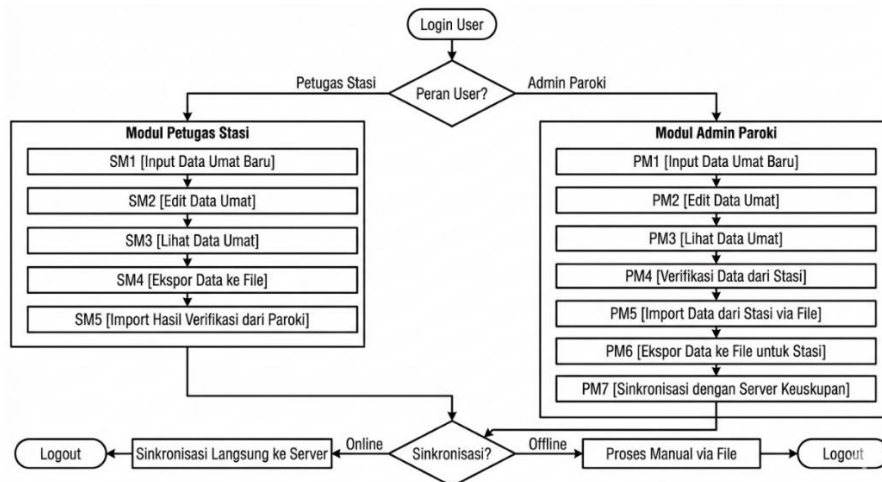 Login User
Petugas Stasi
Peran User?
Admin Paroki
Modul Petugas Stasi
SM1 [Input Data Umat Baru]
SM2 [Edit Data Umat]
SM3 [Lihat Data Umat]
SM4 [Ekspor Data ke File]
SM5 [Import Hasil Verifikasi dari Paroki]
Modul Admin Paroki
PM1 [Input Data Umat Baru]
PM2 [Edit Data Umat]
PM3 [Lihat Data Umat]
PM4 [Verifikasi Data dari Stasi]
PM5 [Import Data dari Stasi via File]
PM6 [Ekspor Data ke File untuk Stasi]
PM7 [Sinkronisasi dengan Server Keuskupan]
Logout
Sinkronisasi Langsung ke Server
Online
Sinkronisasi?
Offline
Proses Manual via File
Logout